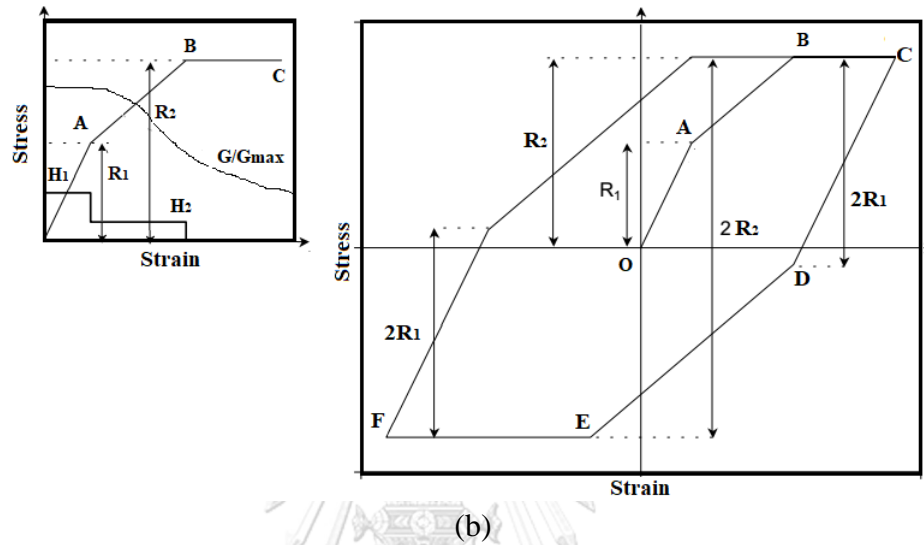 B
C
R2
A
G/Gmax
R1
H1
H2
Stress
Strain
B
C
A
R2
R1
2R1
2 R2
Stress
O
D
2R1
F
E
Strain
(b)